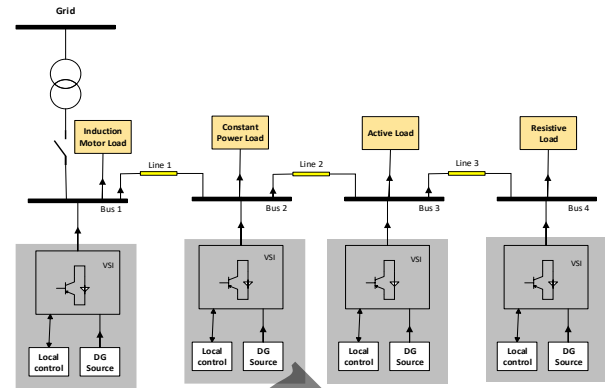 Grid
Induction
Motor Load
Constant
Power Load
Active Load
Resistive
Load
Line 1
Line 2
Line 3
Bus 1
Bus 2
Bus 3
Bus 4
VSI
VSI
VSI
VSI
Local
control
DG
Source
Local
control
DG
Source
Local
control
DG
Source
Local
control
DG
Source